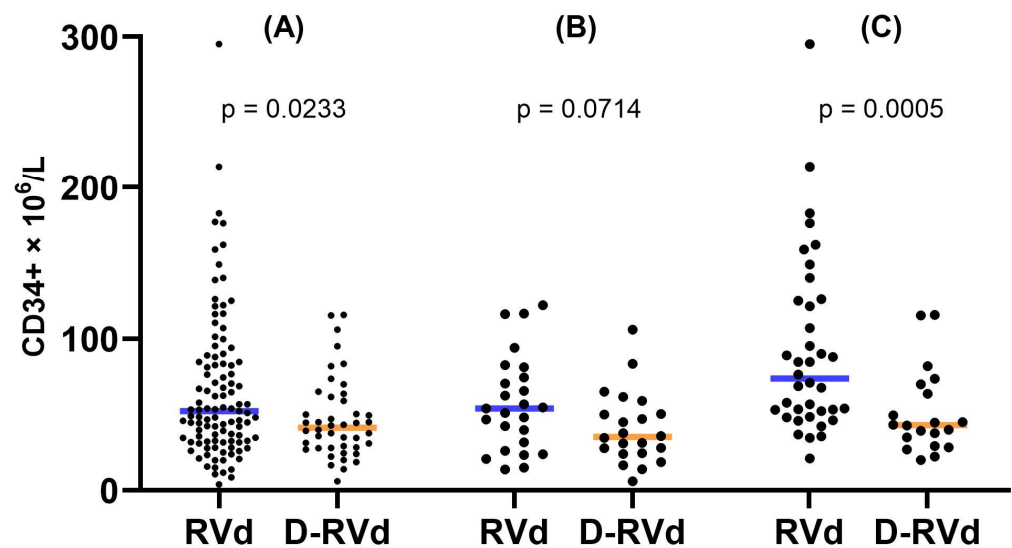 (A) (B) (C)
p = 0.0233 p = 0.0714 p = 0.0005
CD34+ × 10⁶/L
300
200
100
0
RVd D-RVd RVd D-RVd RVd D-RVd